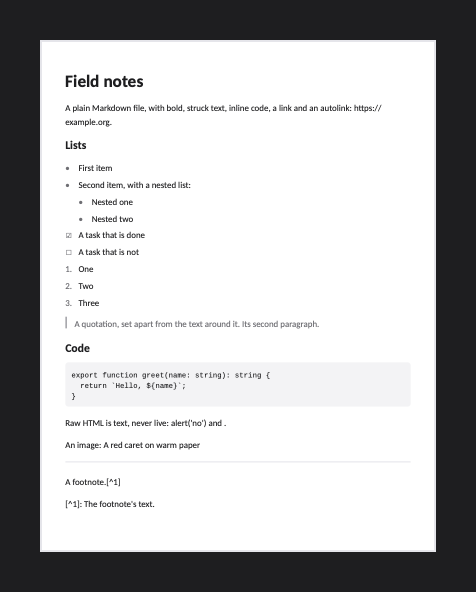 Field notes
A plain Markdown file, with bold, struck text, inline code, a link and an autolink: https://
example.org.
Lists
• First item
• Second item, with a nested list:
• Nested one
• Nested two
☑ A task that is done
☐ A task that is not
1. One
2. Two
3. Three
A quotation, set apart from the text around it. Its second paragraph.
Code
export function greet(name: string): string {
  return `Hello, ${name}`;
}
Raw HTML is text, never live: alert('no') and .
An image: A red caret on warm paper
A footnote.[^1]
[^1]: The footnote's text.